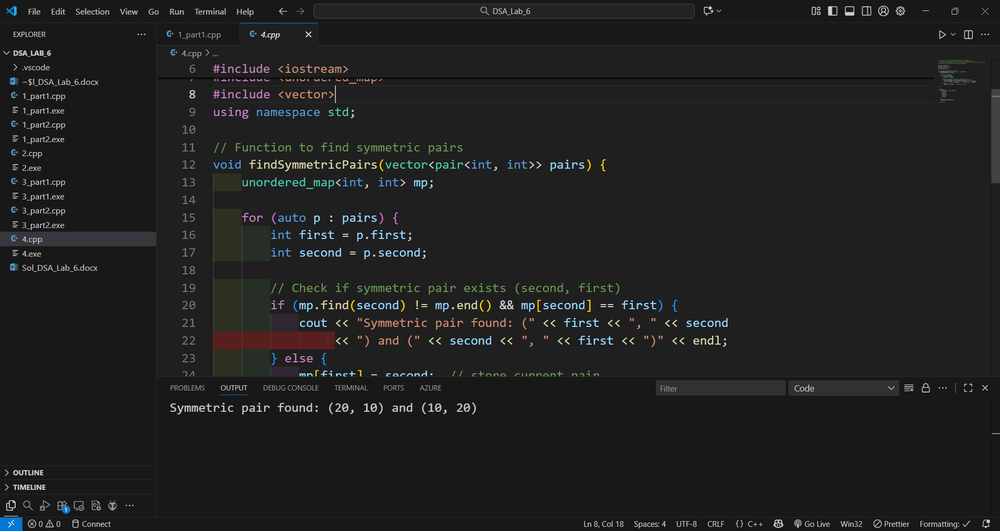 File Edit Selection View Go Run Terminal Help
DSA_Lab_6
EXPLORER
DSA_LAB_6
.vscode
~$l_DSA_Lab_6.docx
1_part1.cpp
1_part1.exe
1_part2.cpp
1_part2.exe
2.cpp
2.exe
3_part1.cpp
3_part1.exe
3_part2.cpp
3_part2.exe
4.cpp
4.exe
Sol_DSA_Lab_6.docx
OUTLINE
TIMELINE
1
1_part1.cpp 4.cpp
4.cpp > ...
6 #include <iostream>
7 #include <unordered_map>
8 #include <vector>
9 using namespace std;
10
11 // Function to find symmetric pairs
12 void findSymmetricPairs(vector<pair<int, int>> pairs) {
13 unordered_map<int, int> mp;
14
15 for (auto p : pairs) {
16 int first = p.first;
17 int second = p.second;
18
19 // Check if symmetric pair exists (second, first)
20 if (mp.find(second) != mp.end() && mp[second] == first) {
21 cout << "Symmetric pair found: (" << first << ", " << second
22 << ") and (" << second << ", " << first << ")" << endl;
23 } else {
24 mp[first] = second; // store current pair
PROBLEMS OUTPUT DEBUG CONSOLE TERMINAL PORTS AZURE
Filter
Code
Symmetric pair found: (20, 10) and (10, 20)
0 0 Connect
Ln 8, Col 18 Spaces: 4 UTF-8 CRLF {} C++ Go Live Win32 Prettier Formatting: